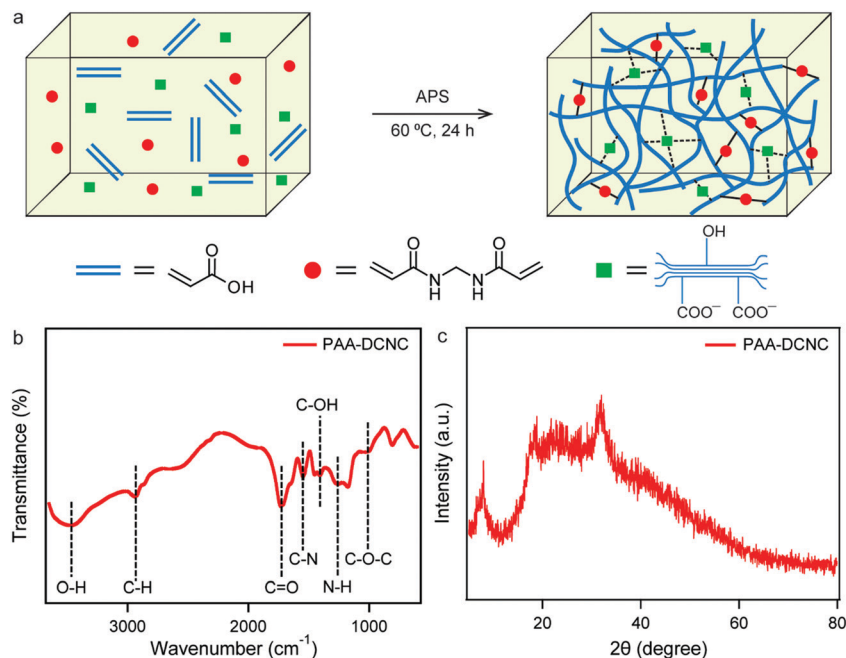 a
APS
60 ºC, 24 h
=
O
OH
=
O
O
N
H
N
H
=
OH
COO⁻
COO⁻
b
PAA-DCNC
C-OH
C-N
C-O-C
O-H
C-H
C=O
N-H
3000
2000
1000
Wavenumber (cm⁻¹)
Transmittance (%)
c
PAA-DCNC
Intensity (a.u.)
20
40
60
80
2θ (degree)